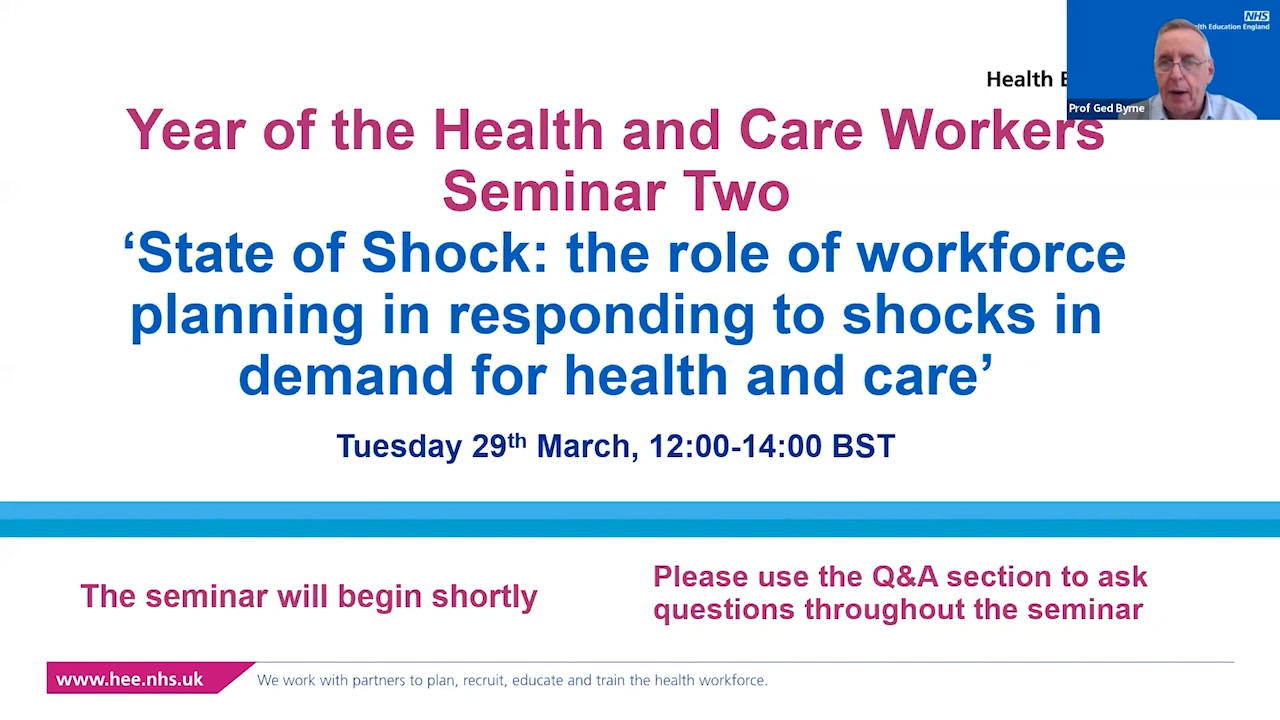 NHS
Health Education England
Health E
Prof Ged Byrne
Year of the Health and Care Workers
Seminar Two
‘State of Shock: the role of workforce
planning in responding to shocks in
demand for health and care’
Tuesday 29th March, 12:00-14:00 BST
The seminar will begin shortly
Please use the Q&A section to ask
questions throughout the seminar
www.hee.nhs.uk
We work with partners to plan, recruit, educate and train the health workforce.